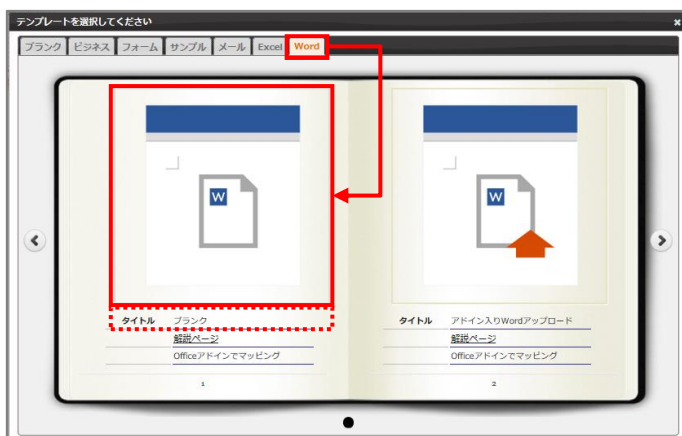 テンプレートを選択してください
×
ブランク ビジネス フォーム サンプル メール Excel Word
W
W
タイトル ブランク
解説ページ
Officeアドインでマッピング
1
タイトル アドイン入りWordアップロード
解説ページ
Officeアドインでマッピング
2